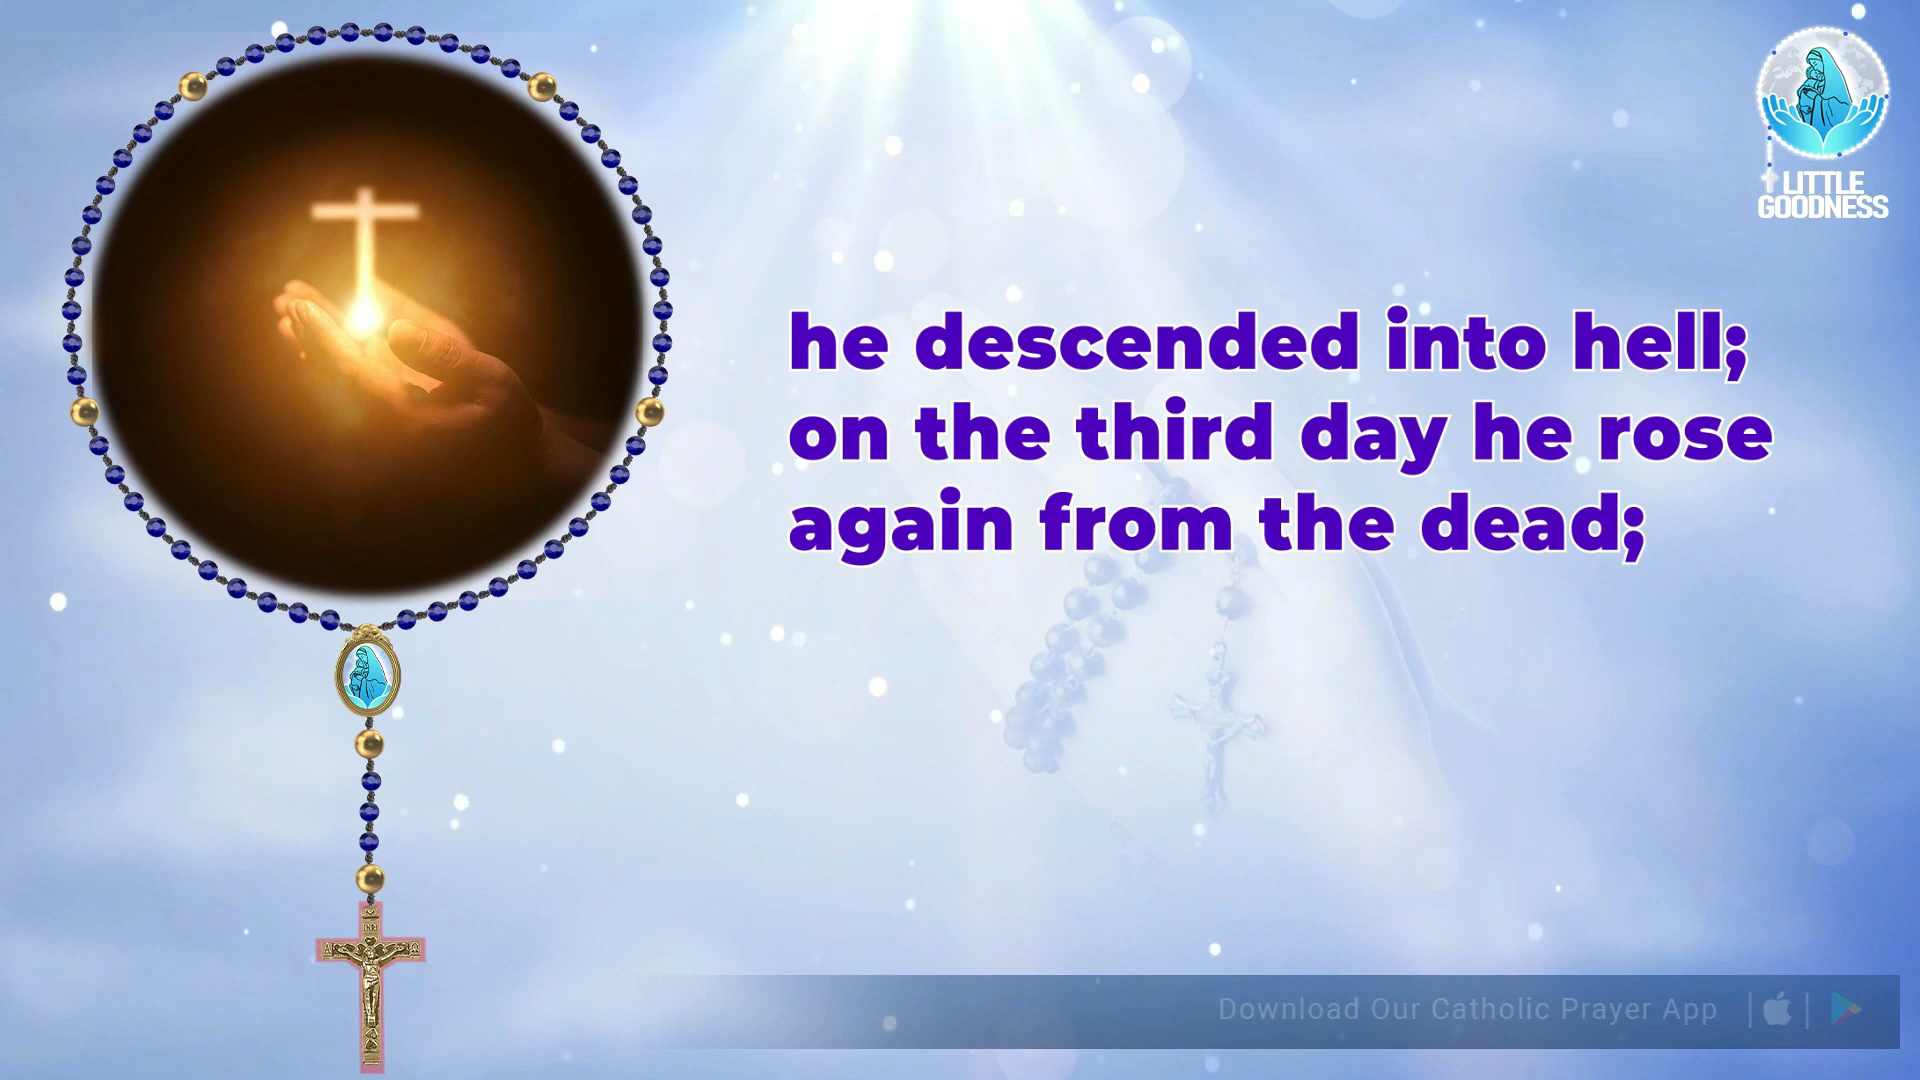 LITTLE
GOODNESS
he descended into hell;
on the third day he rose
again from the dead;
INRI
Download Our Catholic Prayer App